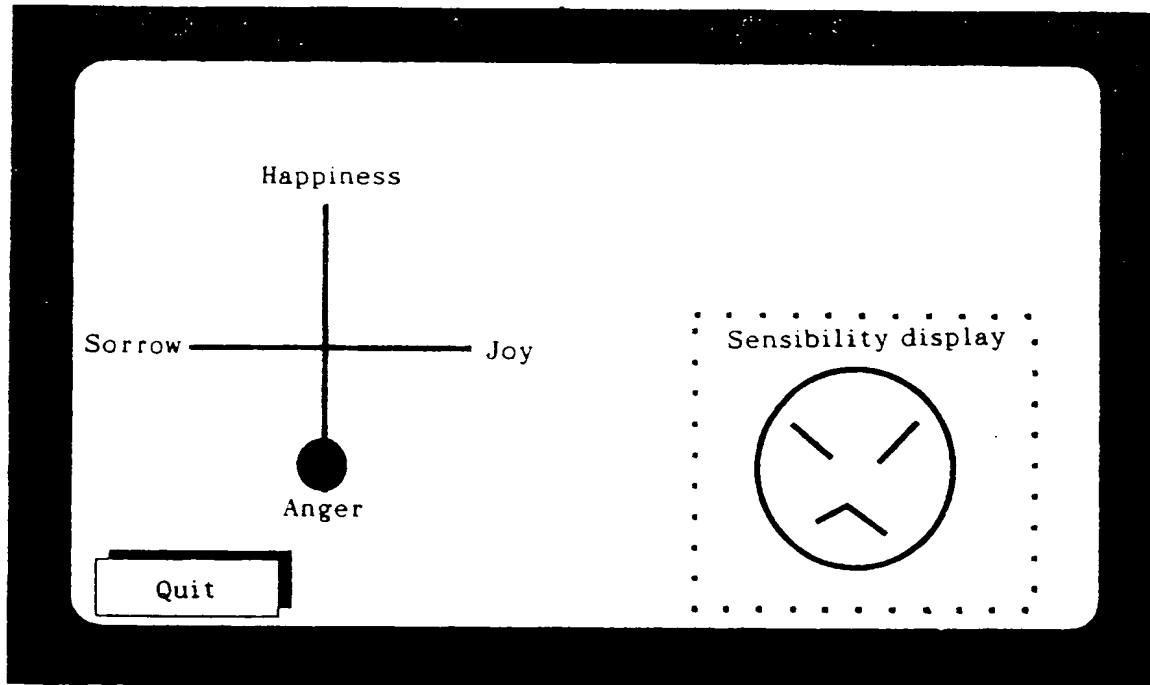 Happiness
Sorrow
Joy
Sensibility display
Anger
Quit